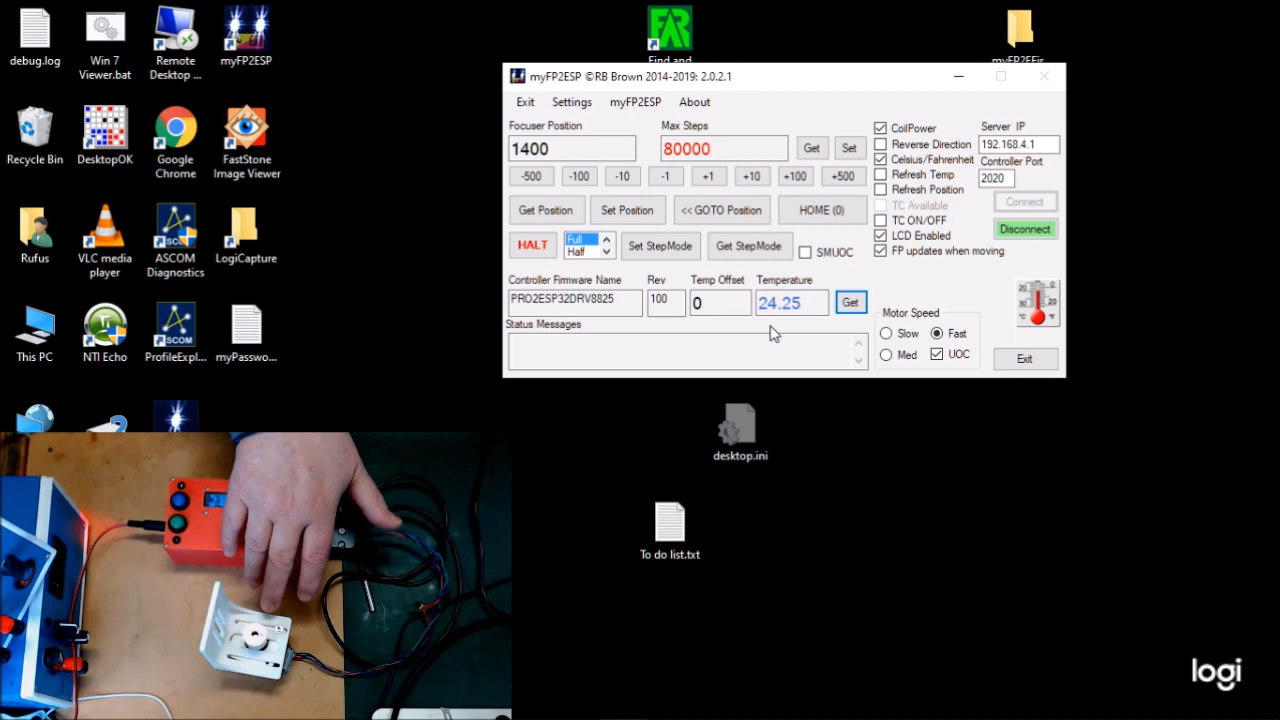 debug.log
Win 7
Viewer.bat
Remote
Desktop ...
myFP2ESP
Recycle Bin
DesktopOK
Google
Chrome
FastStone
Image Viewer
Rufus
VLC media
player
ASCOM
Diagnostics
LogiCapture
This PC
NTI Echo
ProfileExpl...
myPasswo...
FAR
Find and
myFP2ESP ©RB Brown 2014-2019: 2.0.2.1
Exit Settings myFP2ESP About
Focuser Position Max Steps
1400 80000 Get Set
-500 -100 -10 -1 +1 +10 +100 +500
Get Position Set Position << GOTO Position HOME (0)
HALT Full Half Set StepMode Get StepMode SMUOC
Controller Firmware Name Rev Temp Offset Temperature
PRO2ESP32DRV8825 100 0 24.25 Get
Status Messages
CoilPower
Reverse Direction
Celsius/Fahrenheit
Refresh Temp
Refresh Position
TC Available
TC ON/OFF
LCD Enabled
FP updates when moving
Server IP
192.168.4.1
Controller Port
2020
Connect
Disconnect
Motor Speed
Slow Fast
Med UOC
Exit
desktop.ini
To do list.txt
logi